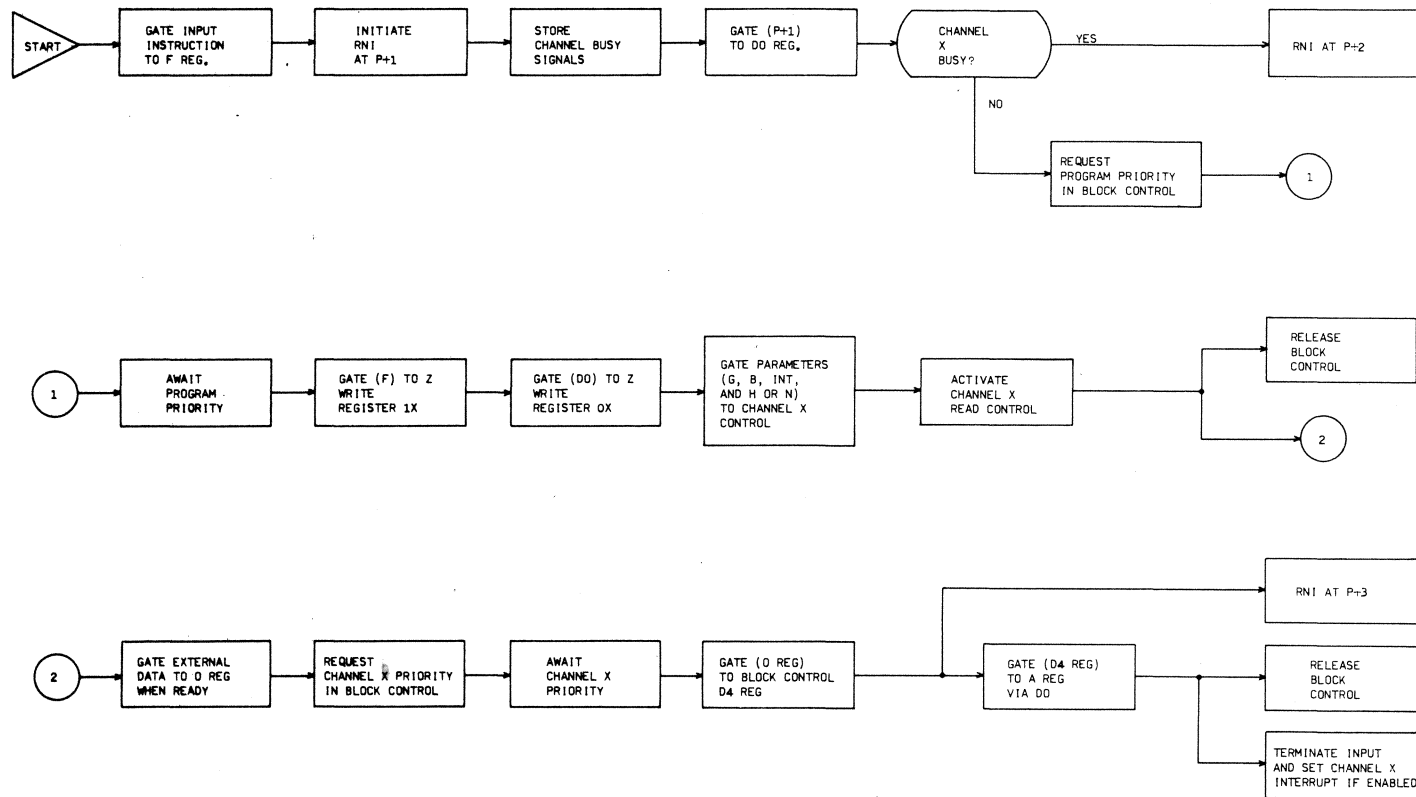 START
GATE INPUT
INSTRUCTION
TO F REG.
INITIATE
RNI
AT P+1
STORE
CHANNEL BUSY
SIGNALS
GATE (P+1)
TO DO REG.
CHANNEL
X
BUSY?
YES
RNI AT P+2
NO
REQUEST
PROGRAM PRIORITY
IN BLOCK CONTROL
1
1
AWAIT
PROGRAM
PRIORITY
GATE (F) TO Z
WRITE
REGISTER 1X
GATE (DO) TO Z
WRITE
REGISTER 0X
GATE PARAMETERS
(G, B, INT,
AND H OR N)
TO CHANNEL X
CONTROL
ACTIVATE
CHANNEL X
READ CONTROL
RELEASE
BLOCK
CONTROL
2
2
GATE EXTERNAL
DATA TO O REG
WHEN READY
REQUEST
CHANNEL X PRIORITY
IN BLOCK CONTROL
AWAIT
CHANNEL X
PRIORITY
GATE (O REG)
TO BLOCK CONTROL
D4 REG
RNI AT P+3
GATE (D4 REG)
TO A REG
VIA DO
RELEASE
BLOCK
CONTROL
TERMINATE INPUT
AND SET CHANNEL X
INTERRUPT IF ENABLED